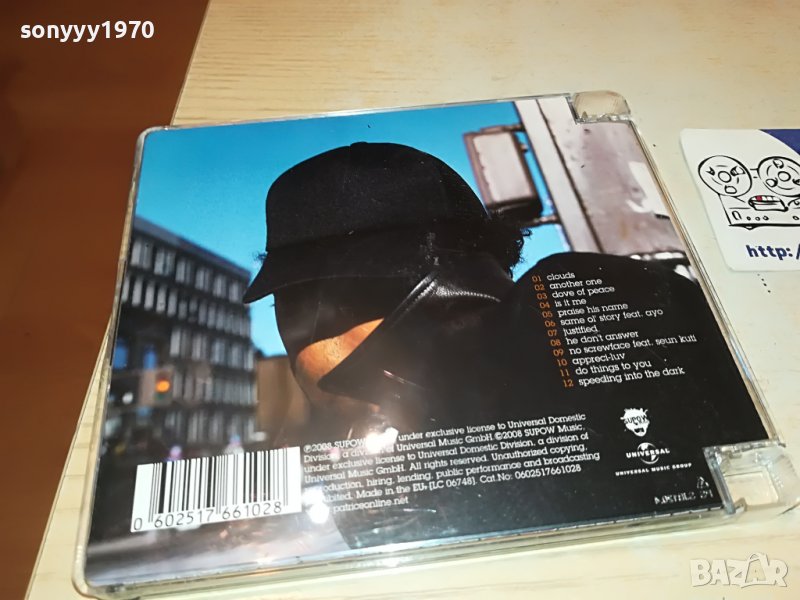 sonyyy1970
http:/
01 clouds
02 another one
03 dove of peace
04 is it me
05 praise his name
06 same ol' story feat. ayo
07 justified
08 he don't answer
09 no screwface feat. seun kuti
10 appreci-luv
11 do things to you
12 speeding into the dark
℗2008 SUPOW under exclusive license to Universal Domestic
Division, a division of Universal Music GmbH ©2008 SUPOW Music,
under exclusive license to Universal Domestic Division, a division of
Universal Music GmbH. All rights reserved. Unauthorized copying,
hiring, lending, public performance and broadcasting
Made in the EU. [LC 06748]. Cat.No: 0602517661028
patriceonline.net
0 602517 661028
SUPOW
UNIVERSAL
UNIVERSAL MUSIC GROUP
BAZAR